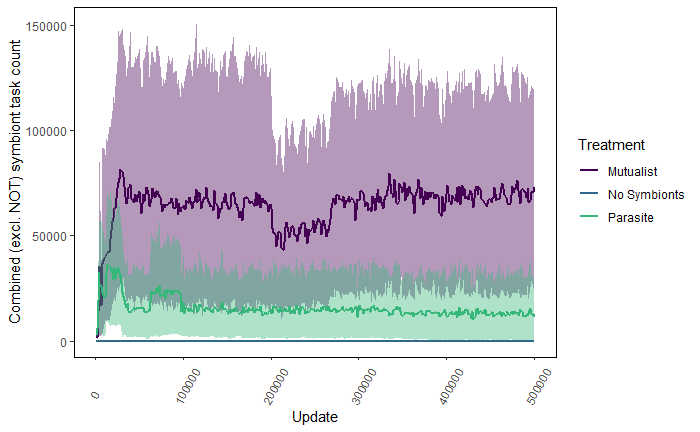 Combined (excl. NOT) symbiont task count
150000
100000
50000
0
0
100000
200000
300000
400000
500000
Update
Treatment
Mutualist
No Symbionts
Parasite